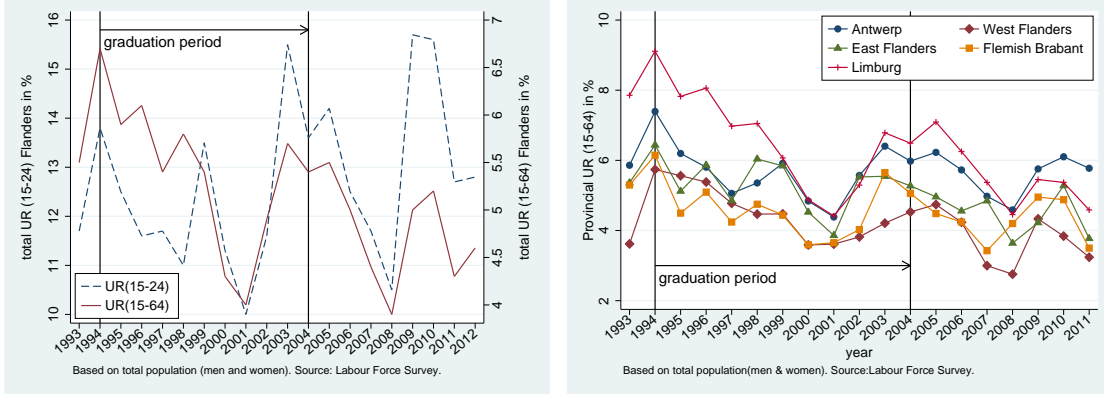 total UR (15-24) Flanders in %
16
15
14
13
12
11
10
7
6.5
6
5.5
5
4.5
4
total UR (15-64) Flanders in %
graduation period
UR(15-24)
UR(15-64)
1993 1994 1995 1996 1997 1998 1999 2000 2001 2002 2003 2004 2005 2006 2007 2008 2009 2010 2011 2012
Based on total population (men and women). Source: Labour Force Survey.
Provincial UR (15-64) in %
10
8
6
4
2
Antwerp West Flanders
East Flanders Flemish Brabant
Limburg
graduation period
1993 1994 1995 1996 1997 1998 1999 2000 2001 2002 2003 2004 2005 2006 2007 2008 2009 2010 2011
year
Based on total population(men & women). Source:Labour Force Survey.